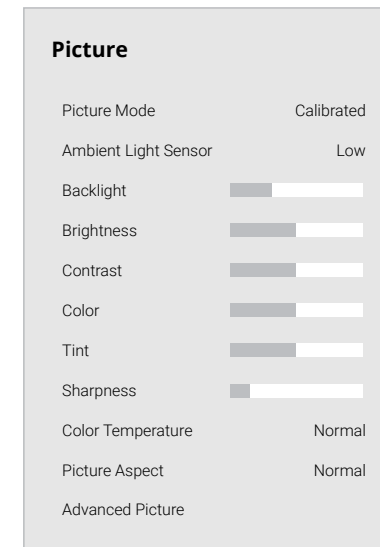 Picture
Picture Mode Calibrated
Ambient Light Sensor Low
Backlight
Brightness
Contrast
Color
Tint
Sharpness
Color Temperature Normal
Picture Aspect Normal
Advanced Picture